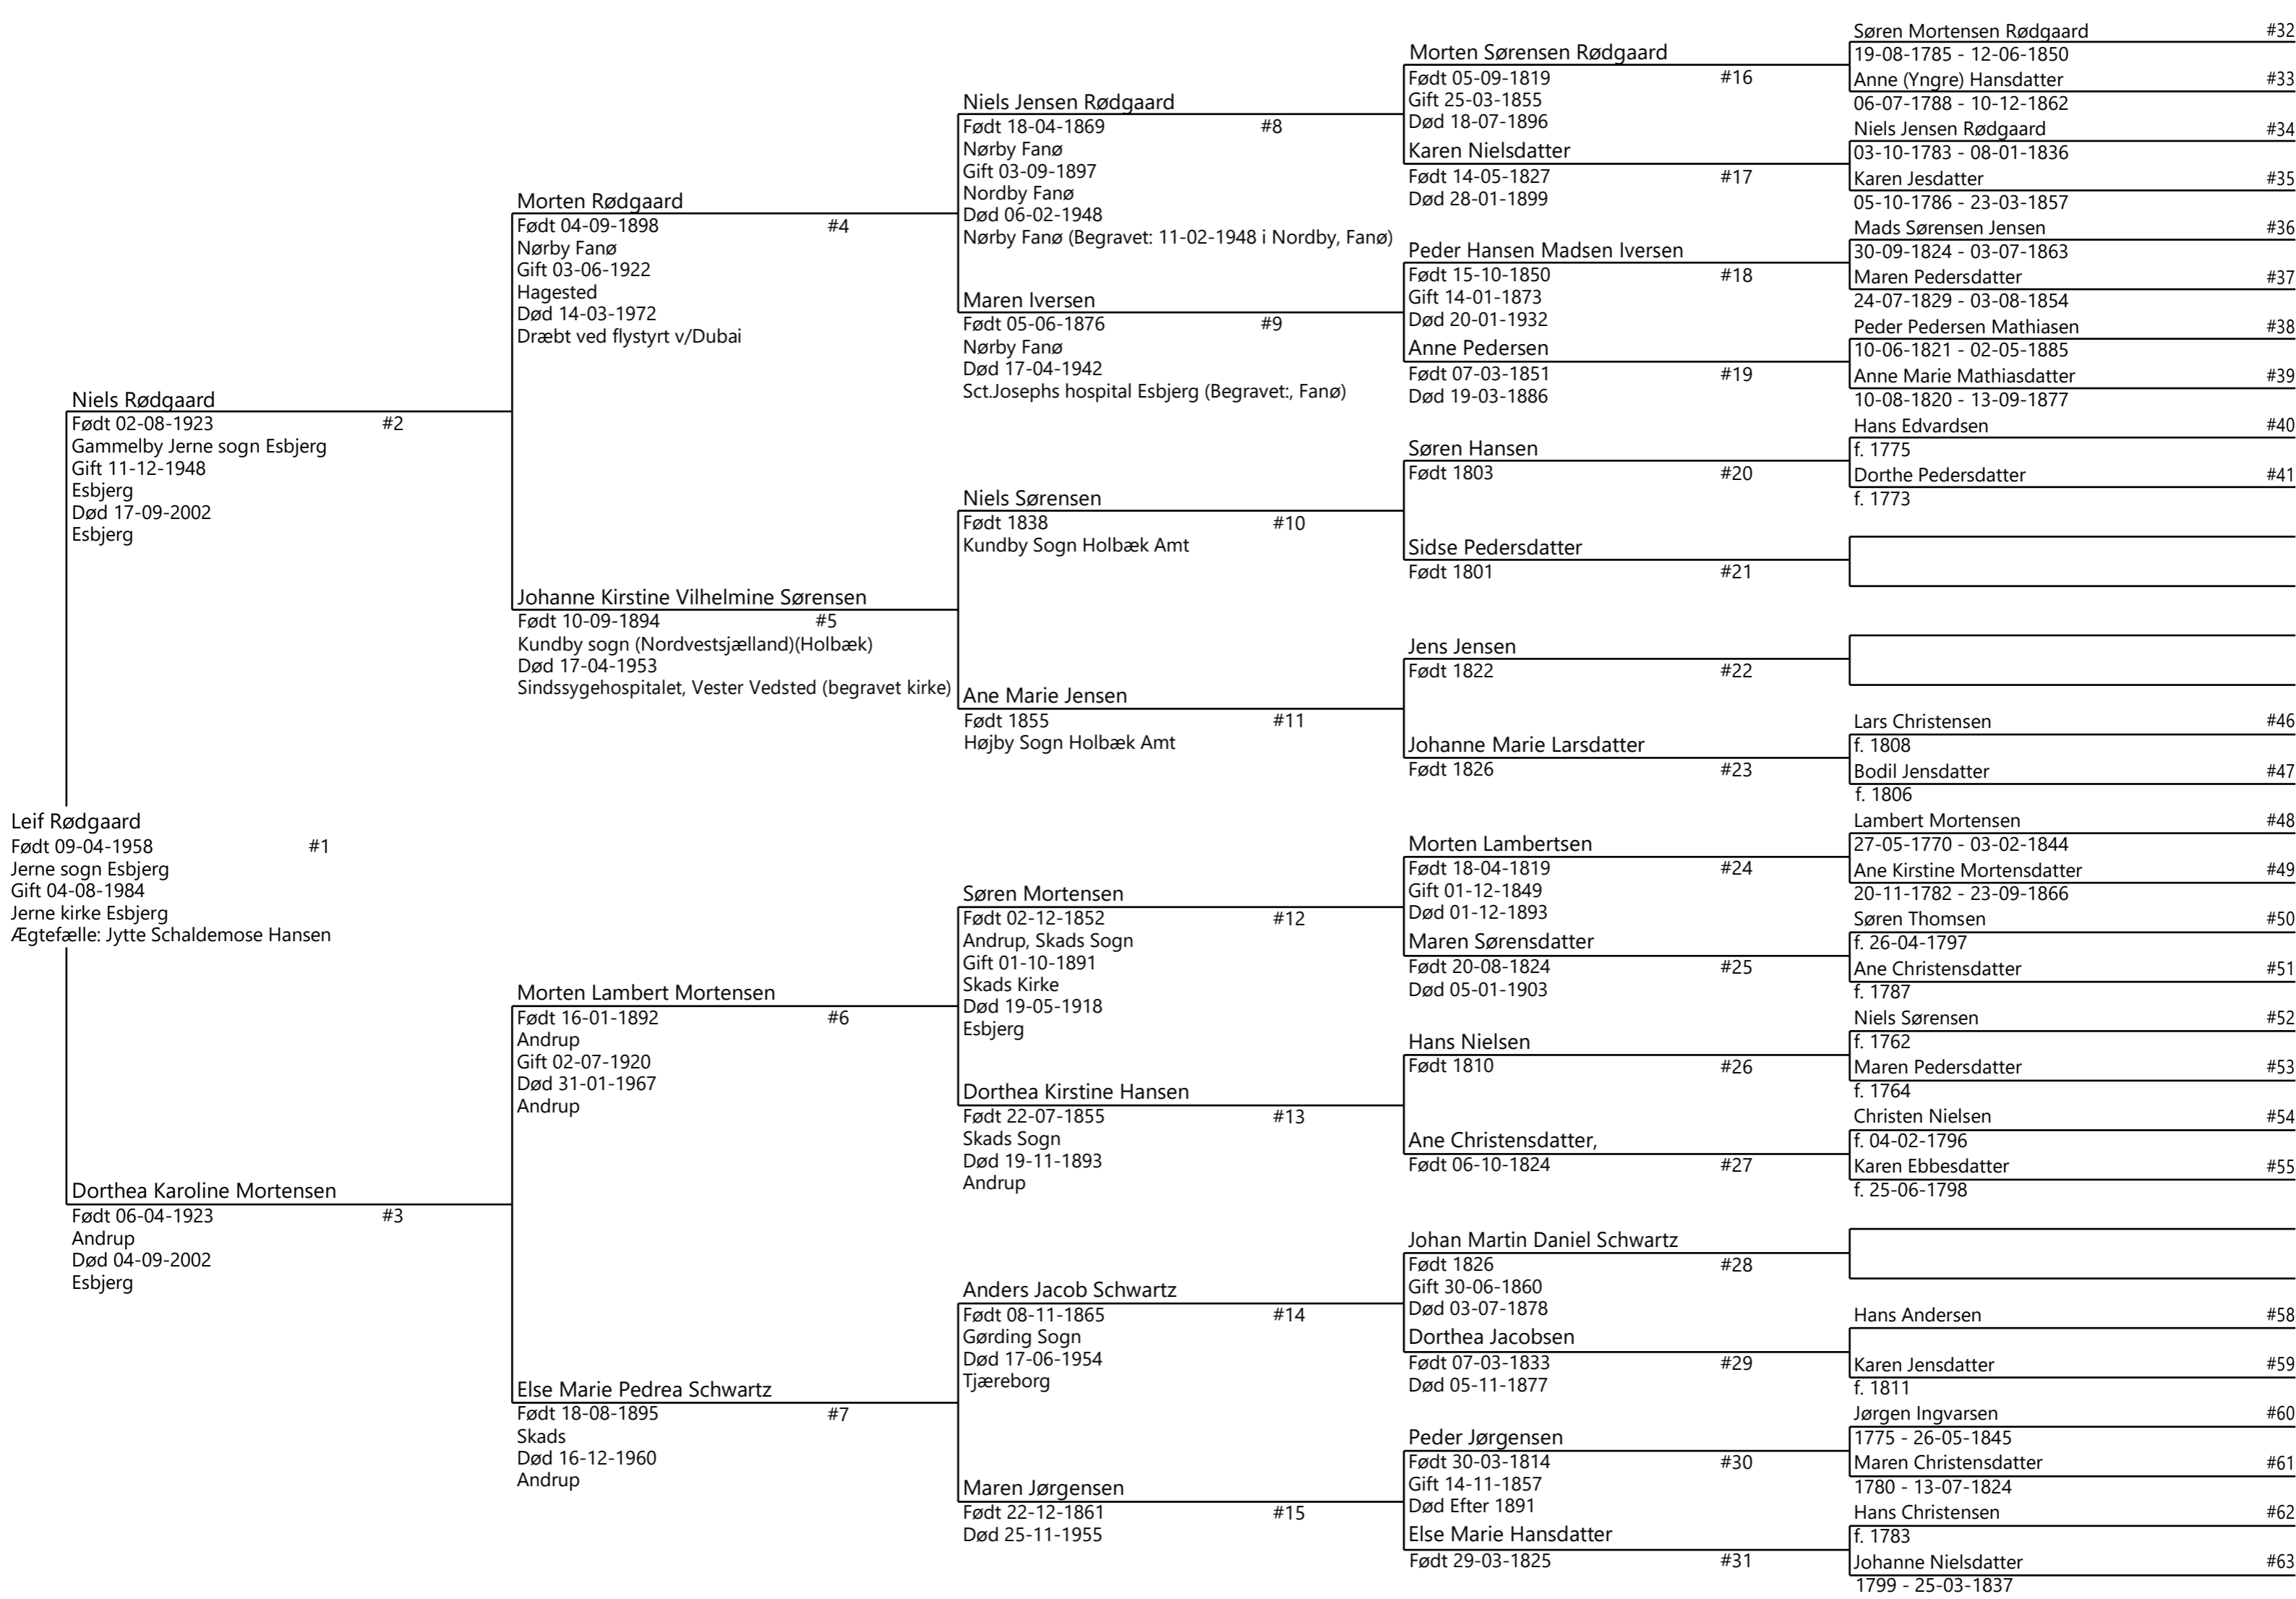 Leif Rødgaard
Født 09-04-1958 #1
Jerne sogn Esbjerg
Gift 04-08-1984
Jerne kirke Esbjerg
Ægtefælle: Jytte Schaldemose Hansen
Niels Rødgaard
Født 02-08-1923 #2
Gammelby Jerne sogn Esbjerg
Gift 11-12-1948
Esbjerg
Død 17-09-2002
Esbjerg
Dorthea Karoline Mortensen
Født 06-04-1923 #3
Andrup
Død 04-09-2002
Esbjerg
Morten Rødgaard
Født 04-09-1898 #4
Nørby Fanø
Gift 03-06-1922
Hagested
Død 14-03-1972
Dræbt ved flystyrt v/Dubai
Johanne Kirstine Vilhelmine Sørensen
Født 10-09-1894 #5
Kundby sogn (Nordvestsjælland)(Holbæk)
Død 17-04-1953
Sindssygehospitalet, Vester Vedsted (begravet kirke)
Morten Lambert Mortensen
Født 16-01-1892 #6
Andrup
Gift 02-07-1920
Død 31-01-1967
Andrup
Else Marie Pedrea Schwartz
Født 18-08-1895 #7
Skads
Død 16-12-1960
Andrup
Niels Jensen Rødgaard
Født 18-04-1869 #8
Nørby Fanø
Gift 03-09-1897
Nordby Fanø
Død 06-02-1948
Nørby Fanø (Begravet: 11-02-1948 i Nordby, Fanø)
Maren Iversen
Født 05-06-1876 #9
Nørby Fanø
Død 17-04-1942
Sct.Josephs hospital Esbjerg (Begravet:, Fanø)
Niels Sørensen
Født 1838 #10
Kundby Sogn Holbæk Amt
Ane Marie Jensen
Født 1855 #11
Højby Sogn Holbæk Amt
Søren Mortensen
Født 02-12-1852 #12
Andrup, Skads Sogn
Gift 01-10-1891
Skads Kirke
Død 19-05-1918
Esbjerg
Dorthea Kirstine Hansen
Født 22-07-1855 #13
Skads Sogn
Død 19-11-1893
Andrup
Anders Jacob Schwartz
Født 08-11-1865 #14
Gørding Sogn
Død 17-06-1954
Tjæreborg
Maren Jørgensen
Født 22-12-1861 #15
Død 25-11-1955
Morten Sørensen Rødgaard
Født 05-09-1819 #16
Gift 25-03-1855
Død 18-07-1896
Karen Nielsdatter
Født 14-05-1827 #17
Død 28-01-1899
Peder Hansen Madsen Iversen
Født 15-10-1850 #18
Gift 14-01-1873
Død 20-01-1932
Anne Pedersen
Født 07-03-1851 #19
Død 19-03-1886
Søren Hansen
Født 1803 #20
Sidse Pedersdatter
Født 1801 #21
Jens Jensen
Født 1822 #22
Johanne Marie Larsdatter
Født 1826 #23
Morten Lambertsen
Født 18-04-1819 #24
Gift 01-12-1849
Død 01-12-1893
Maren Sørensdatter
Født 20-08-1824 #25
Død 05-01-1903
Hans Nielsen
Født 1810 #26
Ane Christensdatter,
Født 06-10-1824 #27
Johan Martin Daniel Schwartz
Født 1826 #28
Gift 30-06-1860
Død 03-07-1878
Dorthea Jacobsen
Født 07-03-1833 #29
Død 05-11-1877
Peder Jørgensen
Født 30-03-1814 #30
Gift 14-11-1857
Død Efter 1891
Else Marie Hansdatter
Født 29-03-1825 #31
Søren Mortensen Rødgaard #32
19-08-1785 - 12-06-1850
Anne (Yngre) Hansdatter #33
06-07-1788 - 10-12-1862
Niels Jensen Rødgaard #34
03-10-1783 - 08-01-1836
Karen Jesdatter #35
05-10-1786 - 23-03-1857
Mads Sørensen Jensen #36
30-09-1824 - 03-07-1863
Maren Pedersdatter #37
24-07-1829 - 03-08-1854
Peder Pedersen Mathiasen #38
10-06-1821 - 02-05-1885
Anne Marie Mathiasdatter #39
10-08-1820 - 13-09-1877
Hans Edvardsen #40
f. 1775
Dorthe Pedersdatter #41
f. 1773
Lars Christensen #46
f. 1808
Bodil Jensdatter #47
f. 1806
Lambert Mortensen #48
27-05-1770 - 03-02-1844
Ane Kirstine Mortensdatter #49
20-11-1782 - 23-09-1866
Søren Thomsen #50
f. 26-04-1797
Ane Christensdatter #51
f. 1787
Niels Sørensen #52
f. 1762
Maren Pedersdatter #53
f. 1764
Christen Nielsen #54
f. 04-02-1796
Karen Ebbesdatter #55
f. 25-06-1798
Hans Andersen #58
Karen Jensdatter #59
f. 1811
Jørgen Ingvarsen #60
1775 - 26-05-1845
Maren Christensdatter #61
1780 - 13-07-1824
Hans Christensen #62
f. 1783
Johanne Nielsdatter #63
1799 - 25-03-1837